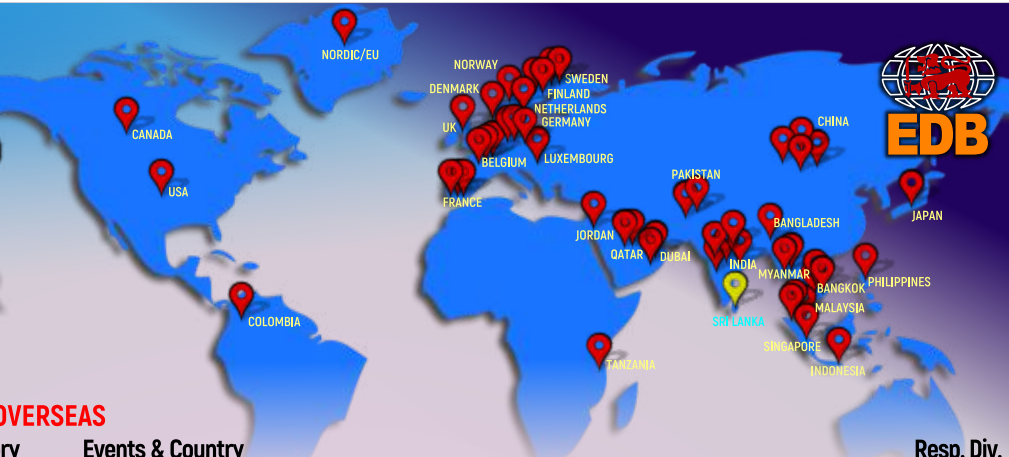 NORDIC/EU
NORWAY
SWEDEN
DENMARK
FINLAND
NETHERLANDS
UK
GERMANY
BELGIUM
LUXEMBOURG
FRANCE
CANADA
USA
CHINA
EDB
PAKISTAN
JAPAN
JORDAN
BANGLADESH
QATAR
DUBAI
INDIA
MYANMAR
BANGKOK
PHILIPPINES
MALAYSIA
SRI LANKA
COLOMBIA
SINGAPORE
TANZANIA
INDONESIA
OVERSEAS
ry Events & Country Resp. Div.